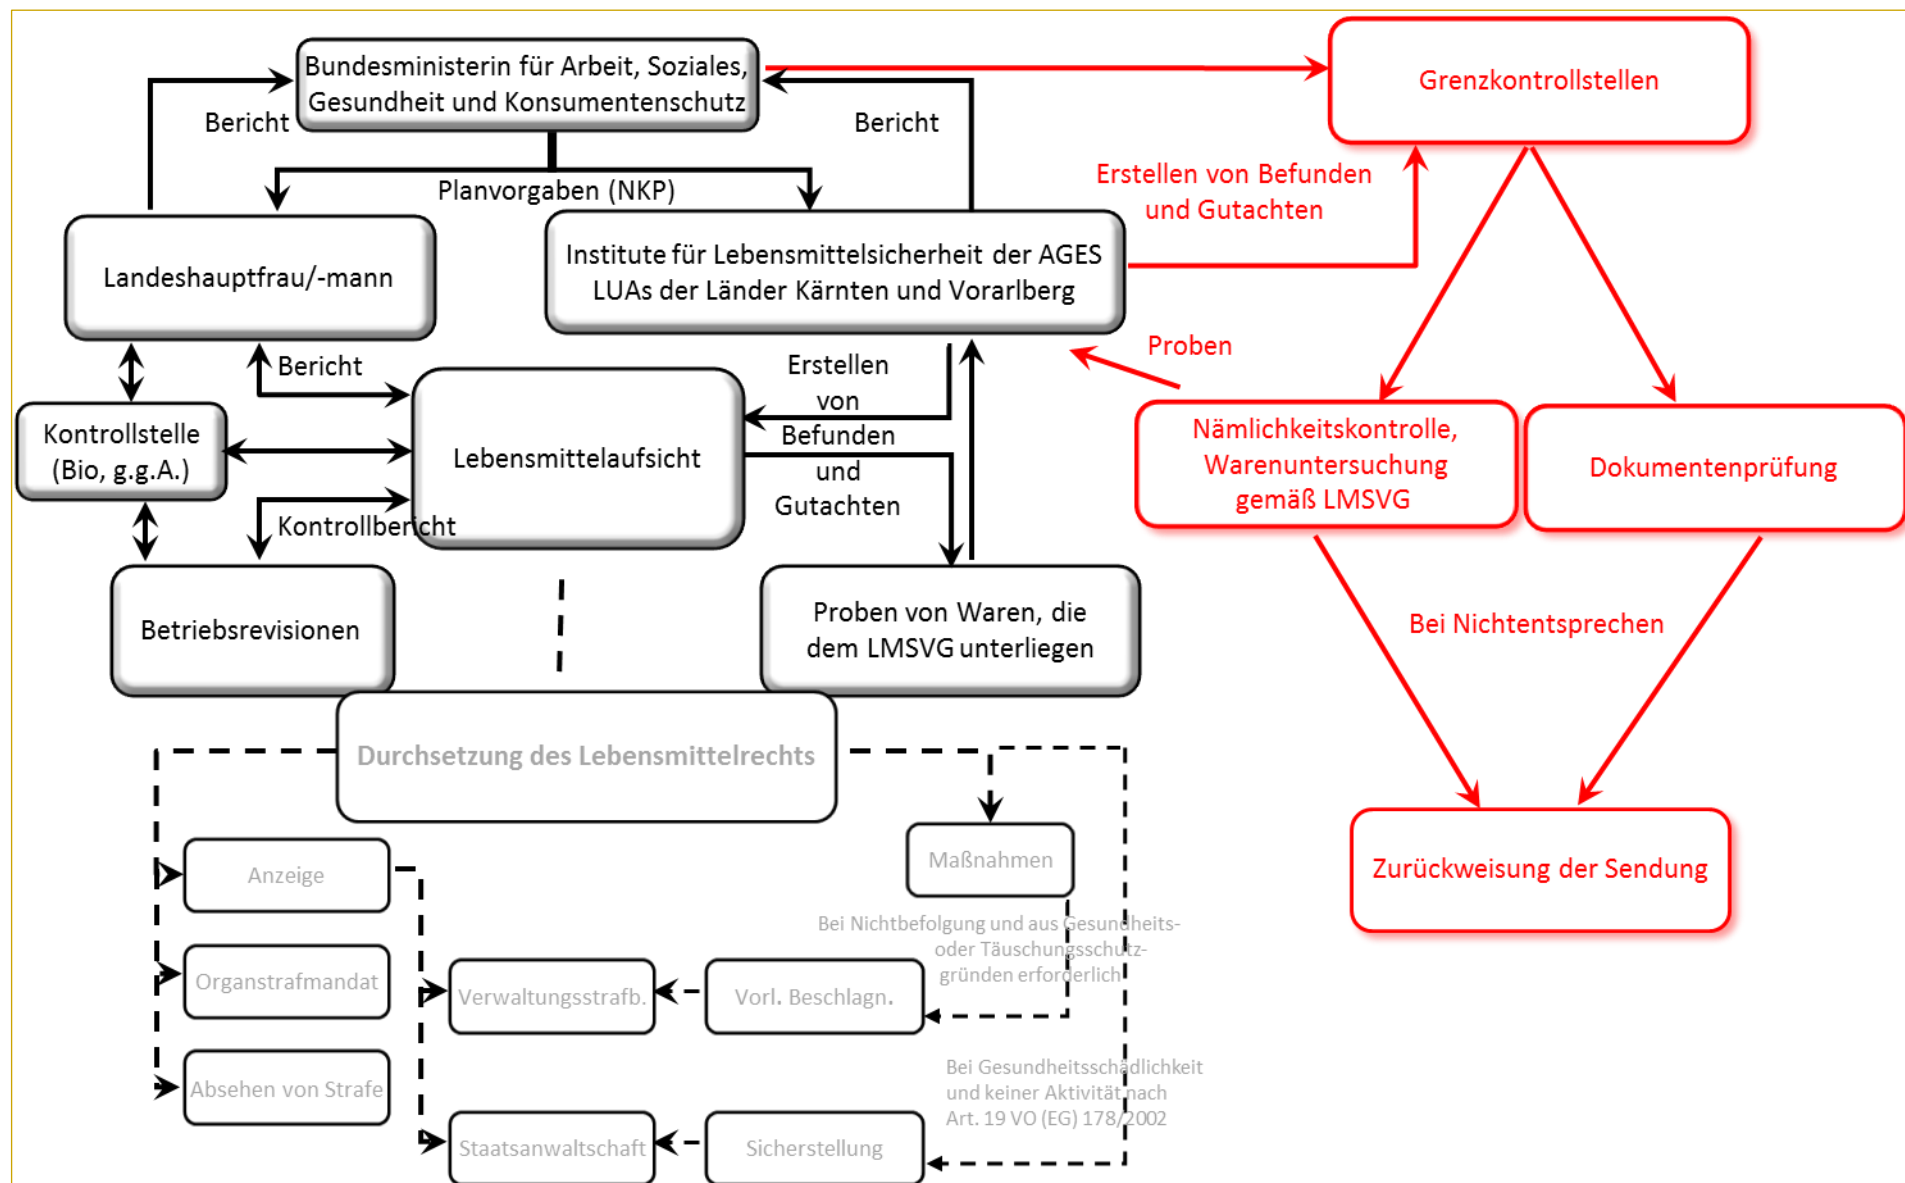 Bundesministerin für Arbeit, Soziales,
Gesundheit und Konsumentenschutz
Grenzkontrollstellen
Bericht
Bericht
Planvorgaben (NKP)
Erstellen von Befunden
und Gutachten
Landeshauptfrau/-mann
Institute für Lebensmittelsicherheit der AGES
LUAs der Länder Kärnten und Vorarlberg
Bericht
Erstellen
von
Befunden
und
Gutachten
Proben
Kontrollstelle
(Bio, g.g.A.)
Lebensmittelaufsicht
Nämlichkeitskontrolle,
Warenuntersuchung
gemäß LMSVG
Dokumentenprüfung
Kontrollbericht
Betriebsrevisionen
Proben von Waren, die
dem LMSVG unterliegen
Bei Nichtentsprechen
Durchsetzung des Lebensmittelrechts
Anzeige
Maßnahmen
Zurückweisung der Sendung
Bei Nichtbefolgung und aus Gesundheits-
oder Täuschungsschutz-
gründen erforderlich
Organstrafmandat
Verwaltungsstrafb.
Vorl. Beschlagn.
Absehen von Strafe
Bei Gesundheitsschädlichkeit
und keiner Aktivität nach
Art. 19 VO (EG) 178/2002
Staatsanwaltschaft
Sicherstellung